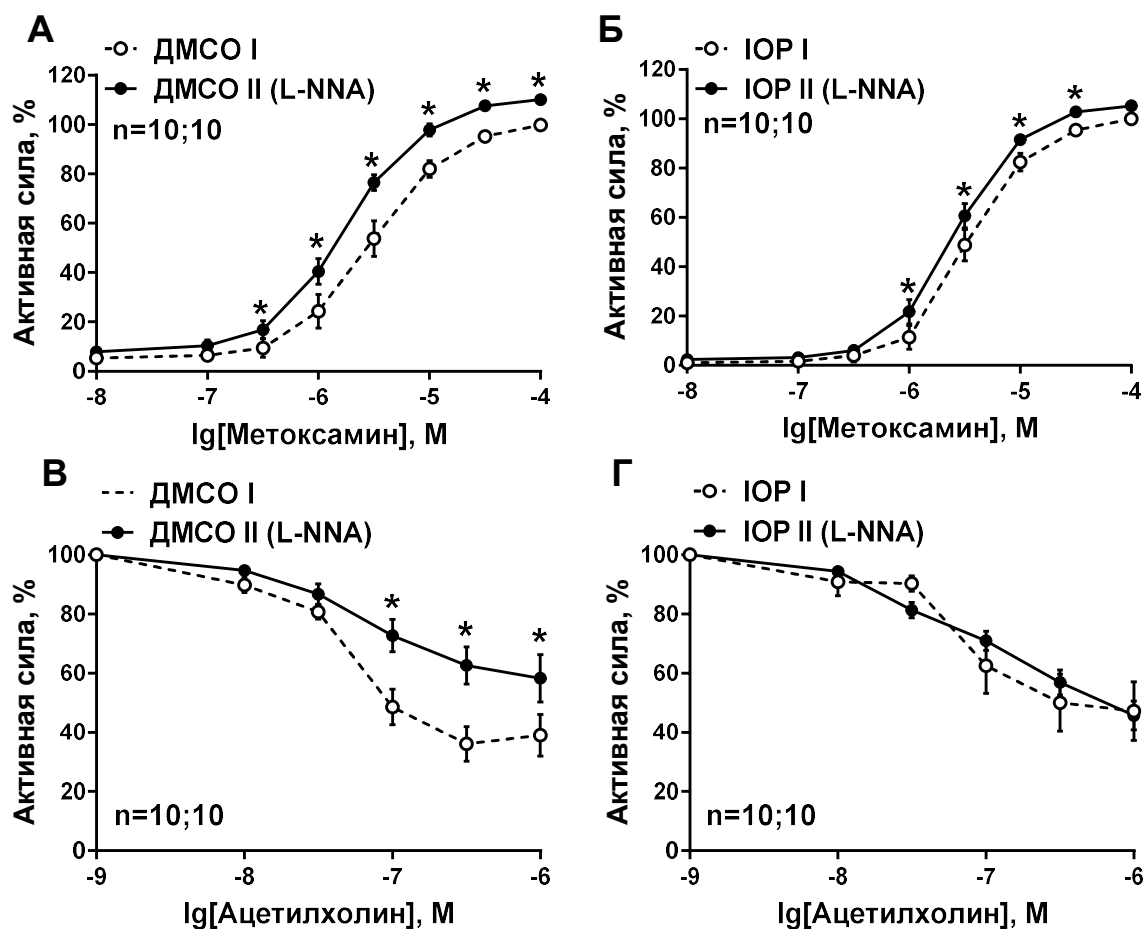 А
ДМСО I
ДМСО II (L-NNA)
n=10;10
Активная сила, %
120
100
80
60
40
20
0
* * * * * *
-8 -7 -6 -5 -4
lg[Метоксамин], М
Б
IOP I
IOP II (L-NNA)
n=10;10
Активная сила, %
120
100
80
60
40
20
0
* * * *
-8 -7 -6 -5 -4
lg[Метоксамин], М
В
ДМСО I
ДМСО II (L-NNA)
Активная сила, %
100
80
60
40
20
0
* * *
n=10;10
-9 -8 -7 -6
lg[Ацетилхолин], М
Г
IOP I
IOP II (L-NNA)
Активная сила, %
100
80
60
40
20
0
n=10;10
-9 -8 -7 -6
lg[Ацетилхолин], М